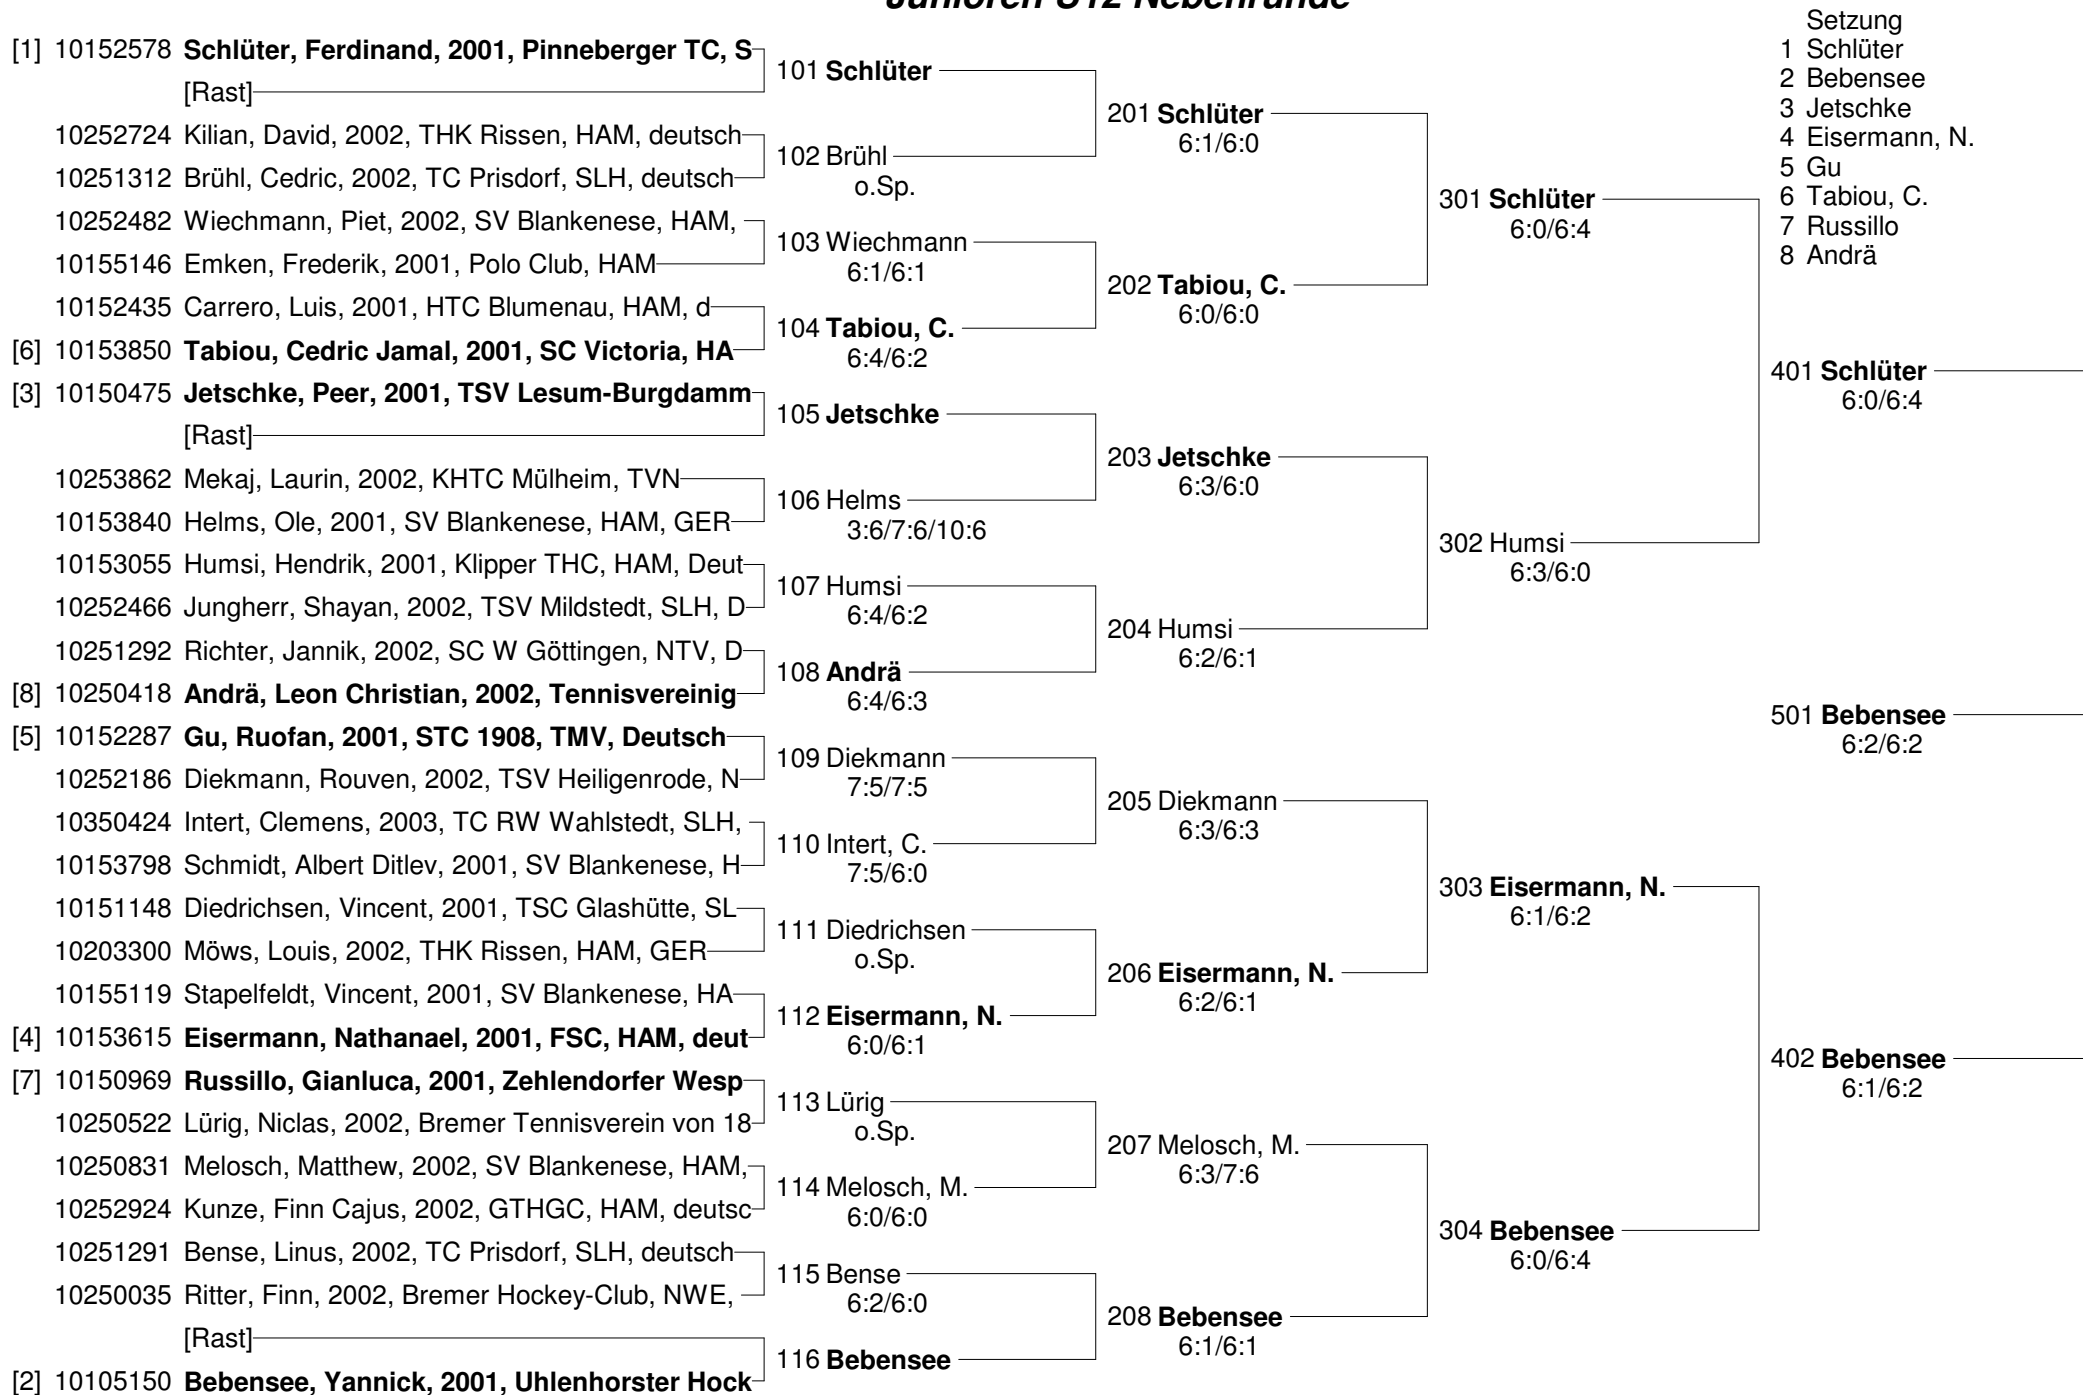 Junioren U12 Nebenrunde
Setzung
1 Schlüter
2 Bebensee
3 Jetschke
4 Eisermann, N.
5 Gu
6 Tabiou, C.
7 Russillo
8 Andrä
[1] 10152578 Schlüter, Ferdinand, 2001, Pinneberger TC, S
[Rast]
10252724 Kilian, David, 2002, THK Rissen, HAM, deutsch
10251312 Brühl, Cedric, 2002, TC Prisdorf, SLH, deutsch
10252482 Wiechmann, Piet, 2002, SV Blankenese, HAM,
10155146 Emken, Frederik, 2001, Polo Club, HAM
10152435 Carrero, Luis, 2001, HTC Blumenau, HAM, d
[6] 10153850 Tabiou, Cedric Jamal, 2001, SC Victoria, HA
[3] 10150475 Jetschke, Peer, 2001, TSV Lesum-Burgdamm
[Rast]
10253862 Mekaj, Laurin, 2002, KHTC Mülheim, TVN
10153840 Helms, Ole, 2001, SV Blankenese, HAM, GER
10153055 Humsi, Hendrik, 2001, Klipper THC, HAM, Deut
10252466 Jungherr, Shayan, 2002, TSV Mildstedt, SLH, D
10251292 Richter, Jannik, 2002, SC W Göttingen, NTV, D
[8] 10250418 Andrä, Leon Christian, 2002, Tennisvereinig
[5] 10152287 Gu, Ruofan, 2001, STC 1908, TMV, Deutsch
10252186 Diekmann, Rouven, 2002, TSV Heiligenrode, N
10350424 Intert, Clemens, 2003, TC RW Wahlstedt, SLH,
10153798 Schmidt, Albert Ditlev, 2001, SV Blankenese, H
10151148 Diedrichsen, Vincent, 2001, TSC Glashütte, SL
10203300 Möws, Louis, 2002, THK Rissen, HAM, GER
10155119 Stapelfeldt, Vincent, 2001, SV Blankenese, HA
[4] 10153615 Eisermann, Nathanael, 2001, FSC, HAM, deut
[7] 10150969 Russillo, Gianluca, 2001, Zehlendorfer Wesp
10250522 Lürig, Niclas, 2002, Bremer Tennisverein von 18
10250831 Melosch, Matthew, 2002, SV Blankenese, HAM,
10252924 Kunze, Finn Cajus, 2002, GTHGC, HAM, deutsc
10251291 Bense, Linus, 2002, TC Prisdorf, SLH, deutsch
10250035 Ritter, Finn, 2002, Bremer Hockey-Club, NWE,
[Rast]
[2] 10105150 Bebensee, Yannick, 2001, Uhlenhorster Hock
101 Schlüter
102 Brühl
o.Sp.
103 Wiechmann
6:1/6:1
104 Tabiou, C.
6:4/6:2
105 Jetschke
106 Helms
3:6/7:6/10:6
107 Humsi
6:4/6:2
108 Andrä
6:4/6:3
109 Diekmann
7:5/7:5
110 Intert, C.
7:5/6:0
111 Diedrichsen
o.Sp.
112 Eisermann, N.
6:0/6:1
113 Lürig
o.Sp.
114 Melosch, M.
6:0/6:0
115 Bense
6:2/6:0
116 Bebensee
201 Schlüter
6:1/6:0
202 Tabiou, C.
6:0/6:0
203 Jetschke
6:3/6:0
204 Humsi
6:2/6:1
205 Diekmann
6:3/6:3
206 Eisermann, N.
6:2/6:1
207 Melosch, M.
6:3/7:6
208 Bebensee
6:1/6:1
301 Schlüter
6:0/6:4
302 Humsi
6:3/6:0
303 Eisermann, N.
6:1/6:2
304 Bebensee
6:0/6:4
401 Schlüter
6:0/6:4
501 Bebensee
6:2/6:2
402 Bebensee
6:1/6:2